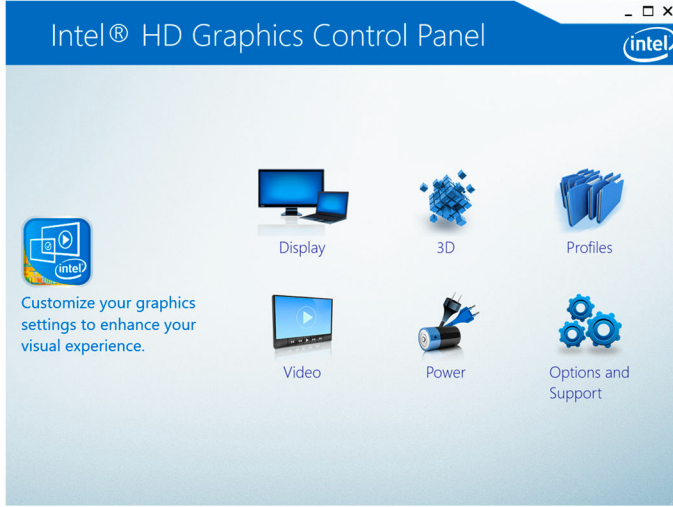 Intel® HD Graphics Control Panel
intel
Display
3D
Profiles
intel
Customize your graphics
settings to enhance your
visual experience.
Video
Power
Options and
Support